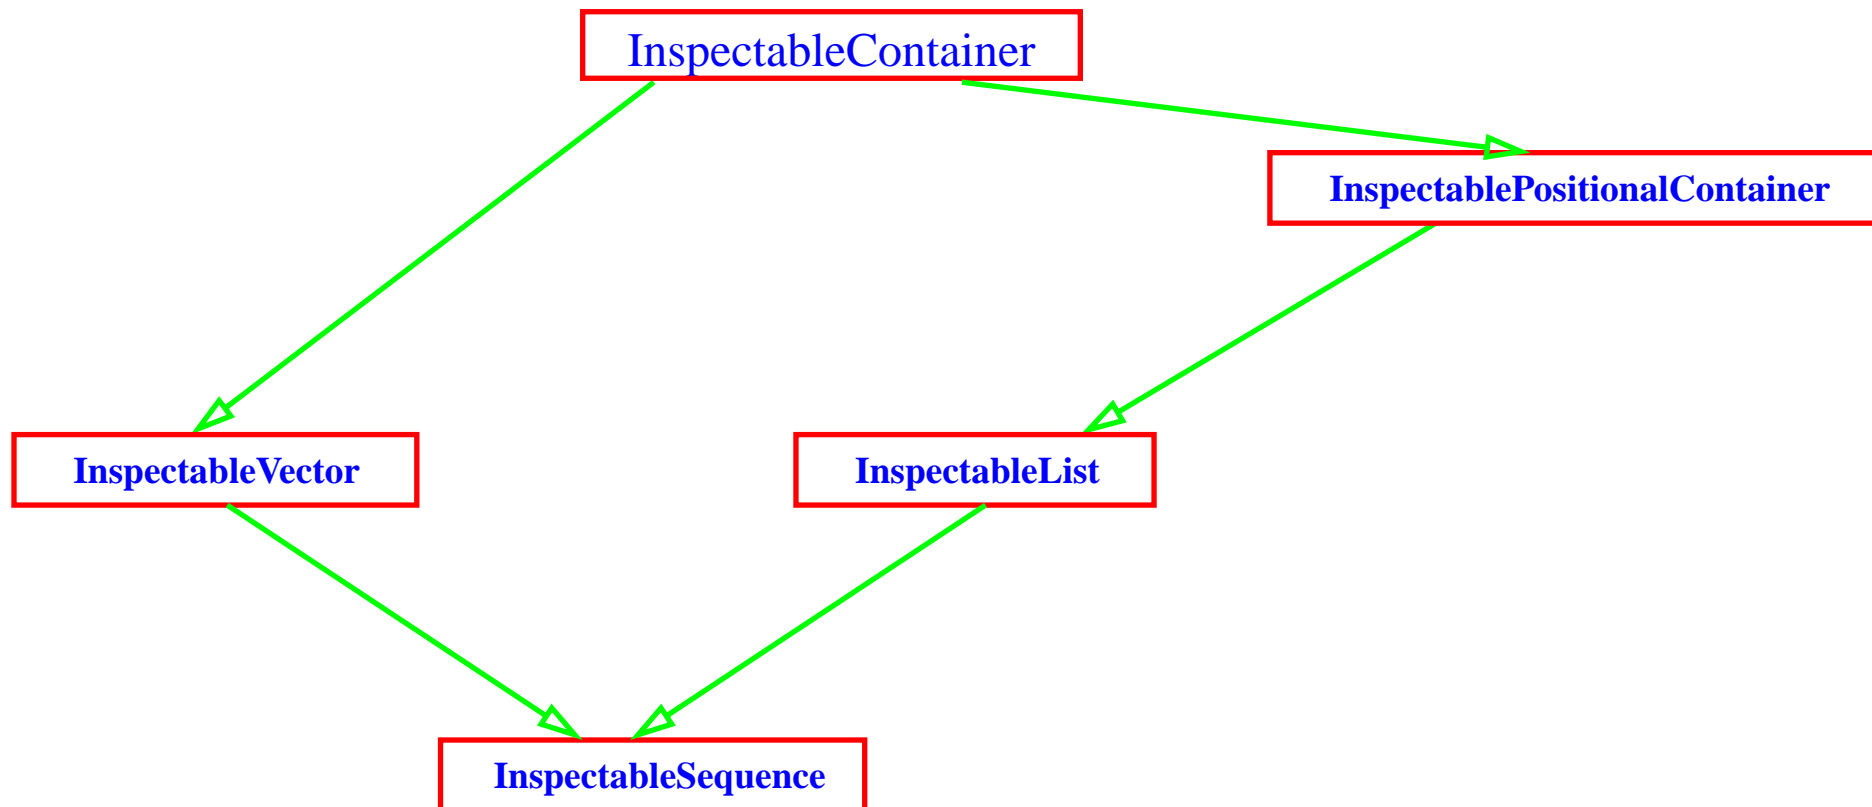 InspectableContainer
InspectablePositionalContainer
InspectableVector
InspectableList
InspectableSequence